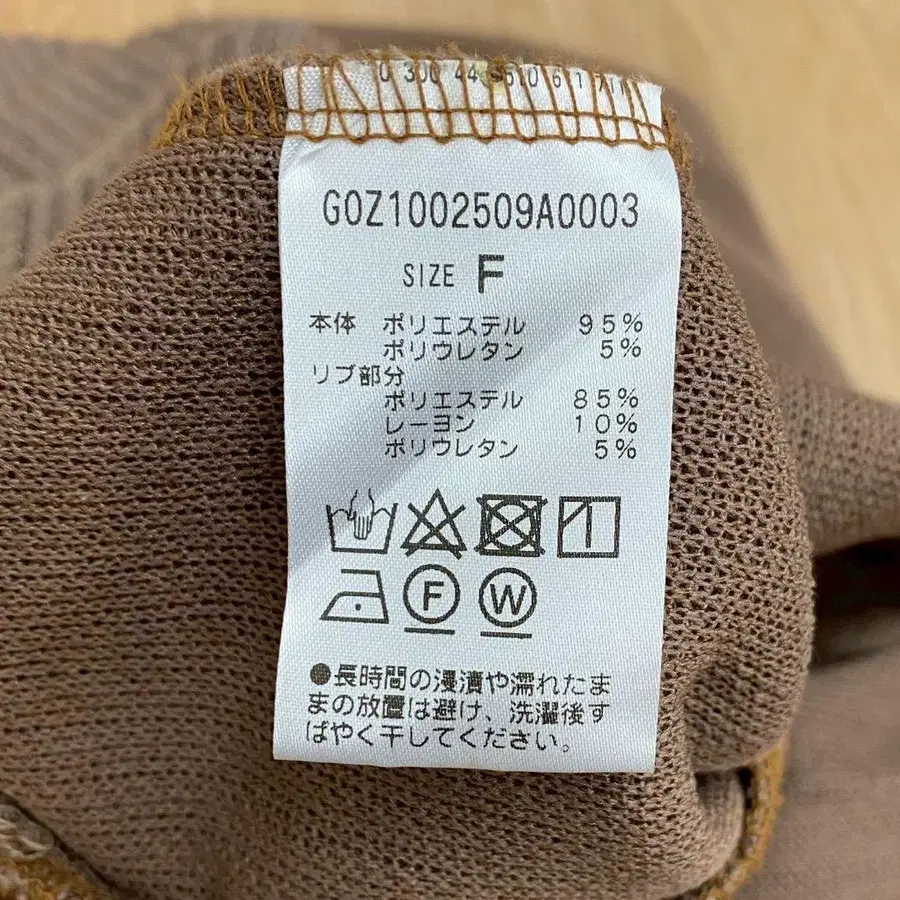 G0Z1002509A0003
SIZE F
本体 ポリエステル 95%
ポリウレタン 5%
リブ部分
ポリエステル 85%
レーヨン 10%
ポリウレタン 5%
F W
●長時間の浸漬や濡れたま
まの放置は避け、洗濯後す
ばやく干してください。